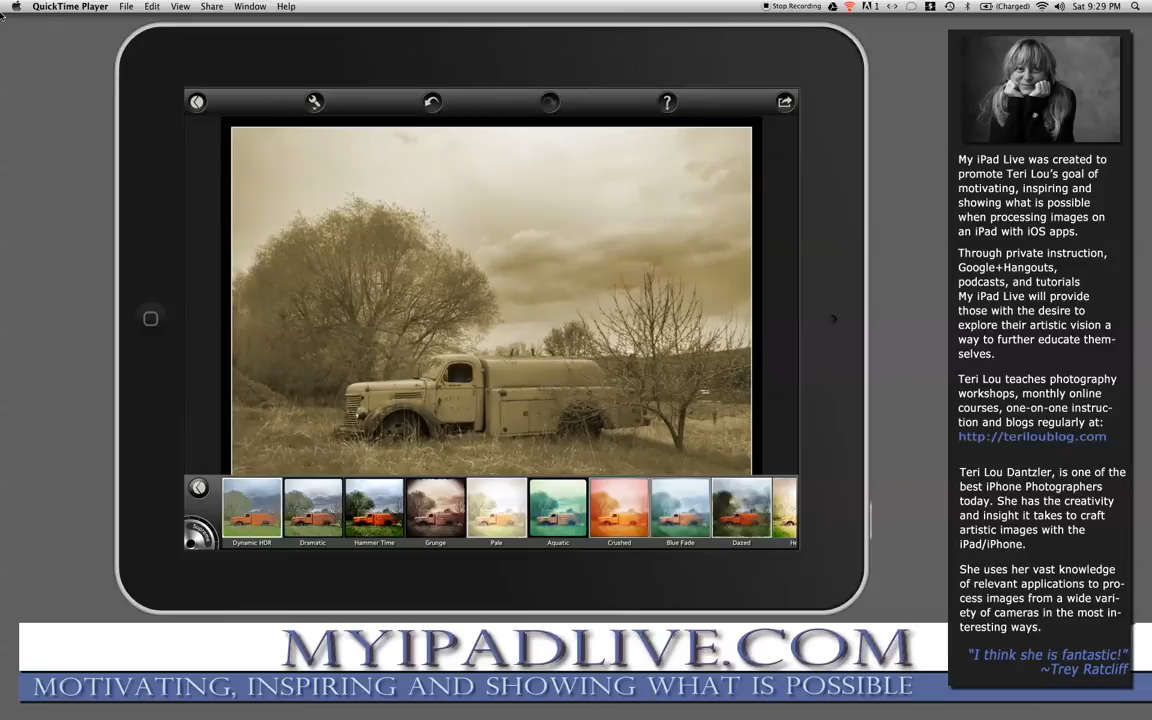 QuickTime Player File Edit View Share Window Help
Stop Recording 1 (Charged) Sat 9:29 PM
?
Dynamic HDR Dramatic Hammer Time Grunge Pale Aquatic Crushed Blue Fade Dazed He
My iPad Live was created to
promote Teri Lou's goal of
motivating, inspiring and
showing what is possible
when processing images on
an iPad with iOS apps.
Through private instruction,
Google+Hangouts,
podcasts, and tutorials
My iPad Live will provide
those with the desire to
explore their artistic vision a
way to further educate them-
selves.
Teri Lou teaches photography
workshops, monthly online
courses, one-on-one instruc-
tion and blogs regularly at:
http://teriloublog.com
Teri Lou Dantzler, is one of the
best iPhone Photographers
today. She has the creativity
and insight it takes to craft
artistic images with the
iPad/iPhone.
She uses her vast knowledge
of relevant applications to pro-
cess images from a wide vari-
ety of cameras in the most in-
teresting ways.
"I think she is fantastic!"
~Trey Ratcliff
MYIPADLIVE.COM
MOTIVATING, INSPIRING AND SHOWING WHAT IS POSSIBLE